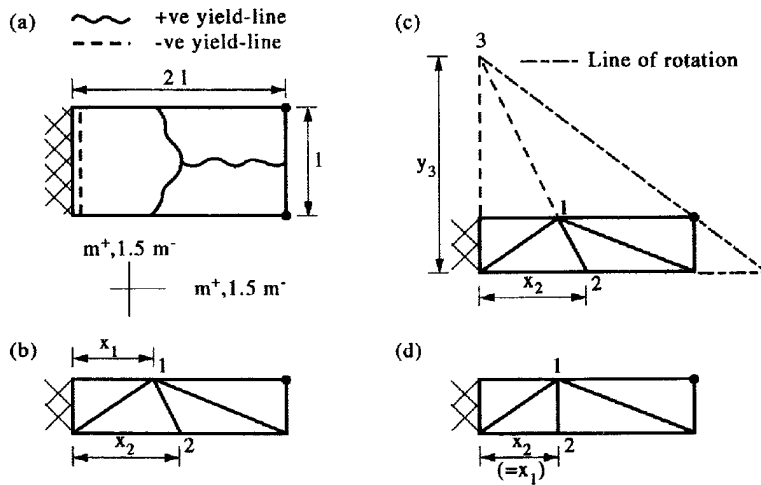 (a)
+ve yield-line
-ve yield-line
2 l
l
m⁺,1.5 m⁻
m⁺,1.5 m⁻
(b)
x₁
1
x₂
2
(c)
3
Line of rotation
y₃
1
x₂
2
(d)
1
x₂
(=x₁)
2